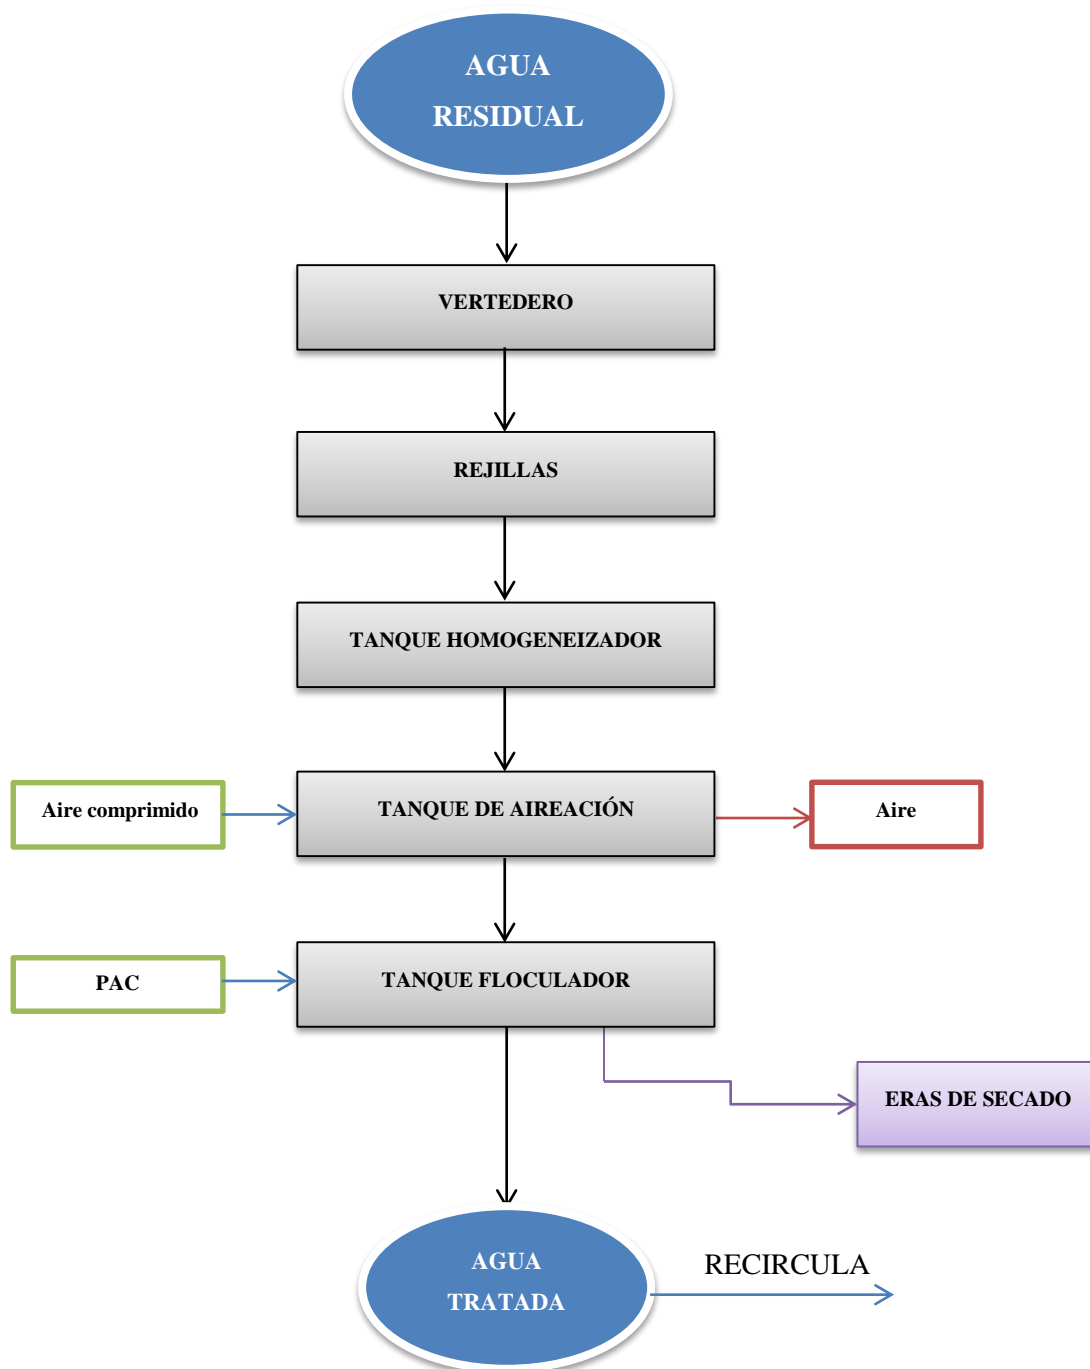 AGUA
RESIDUAL
VERTEDERO
REJILLAS
TANQUE HOMOGENEIZADOR
Aire comprimido
TANQUE DE AIREACIÓN
Aire
PAC
TANQUE FLOCULADOR
ERAS DE SECADO
AGUA
TRATADA
RECIRCULA